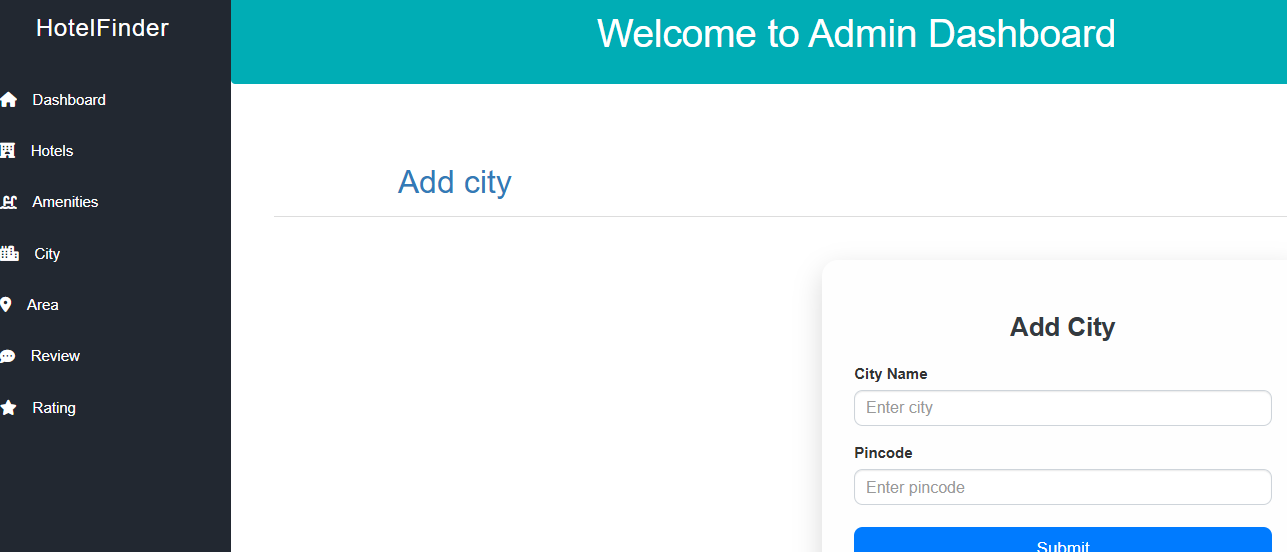 HotelFinder
Welcome to Admin Dashboard
Dashboard
Hotels
Amenities
City
Area
Review
Rating
Add city
Add City
City Name
Enter city
Pincode
Enter pincode
Submit